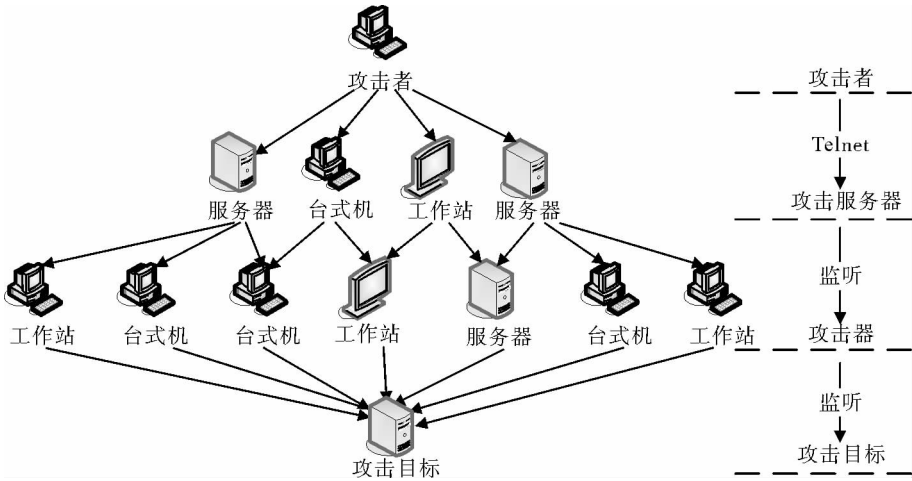 攻击者
攻击者
Telnet
服务器
台式机
工作站
服务器
攻击服务器
监听
工作站
台式机
台式机
工作站
服务器
台式机
工作站
攻击器
监听
攻击目标
攻击目标